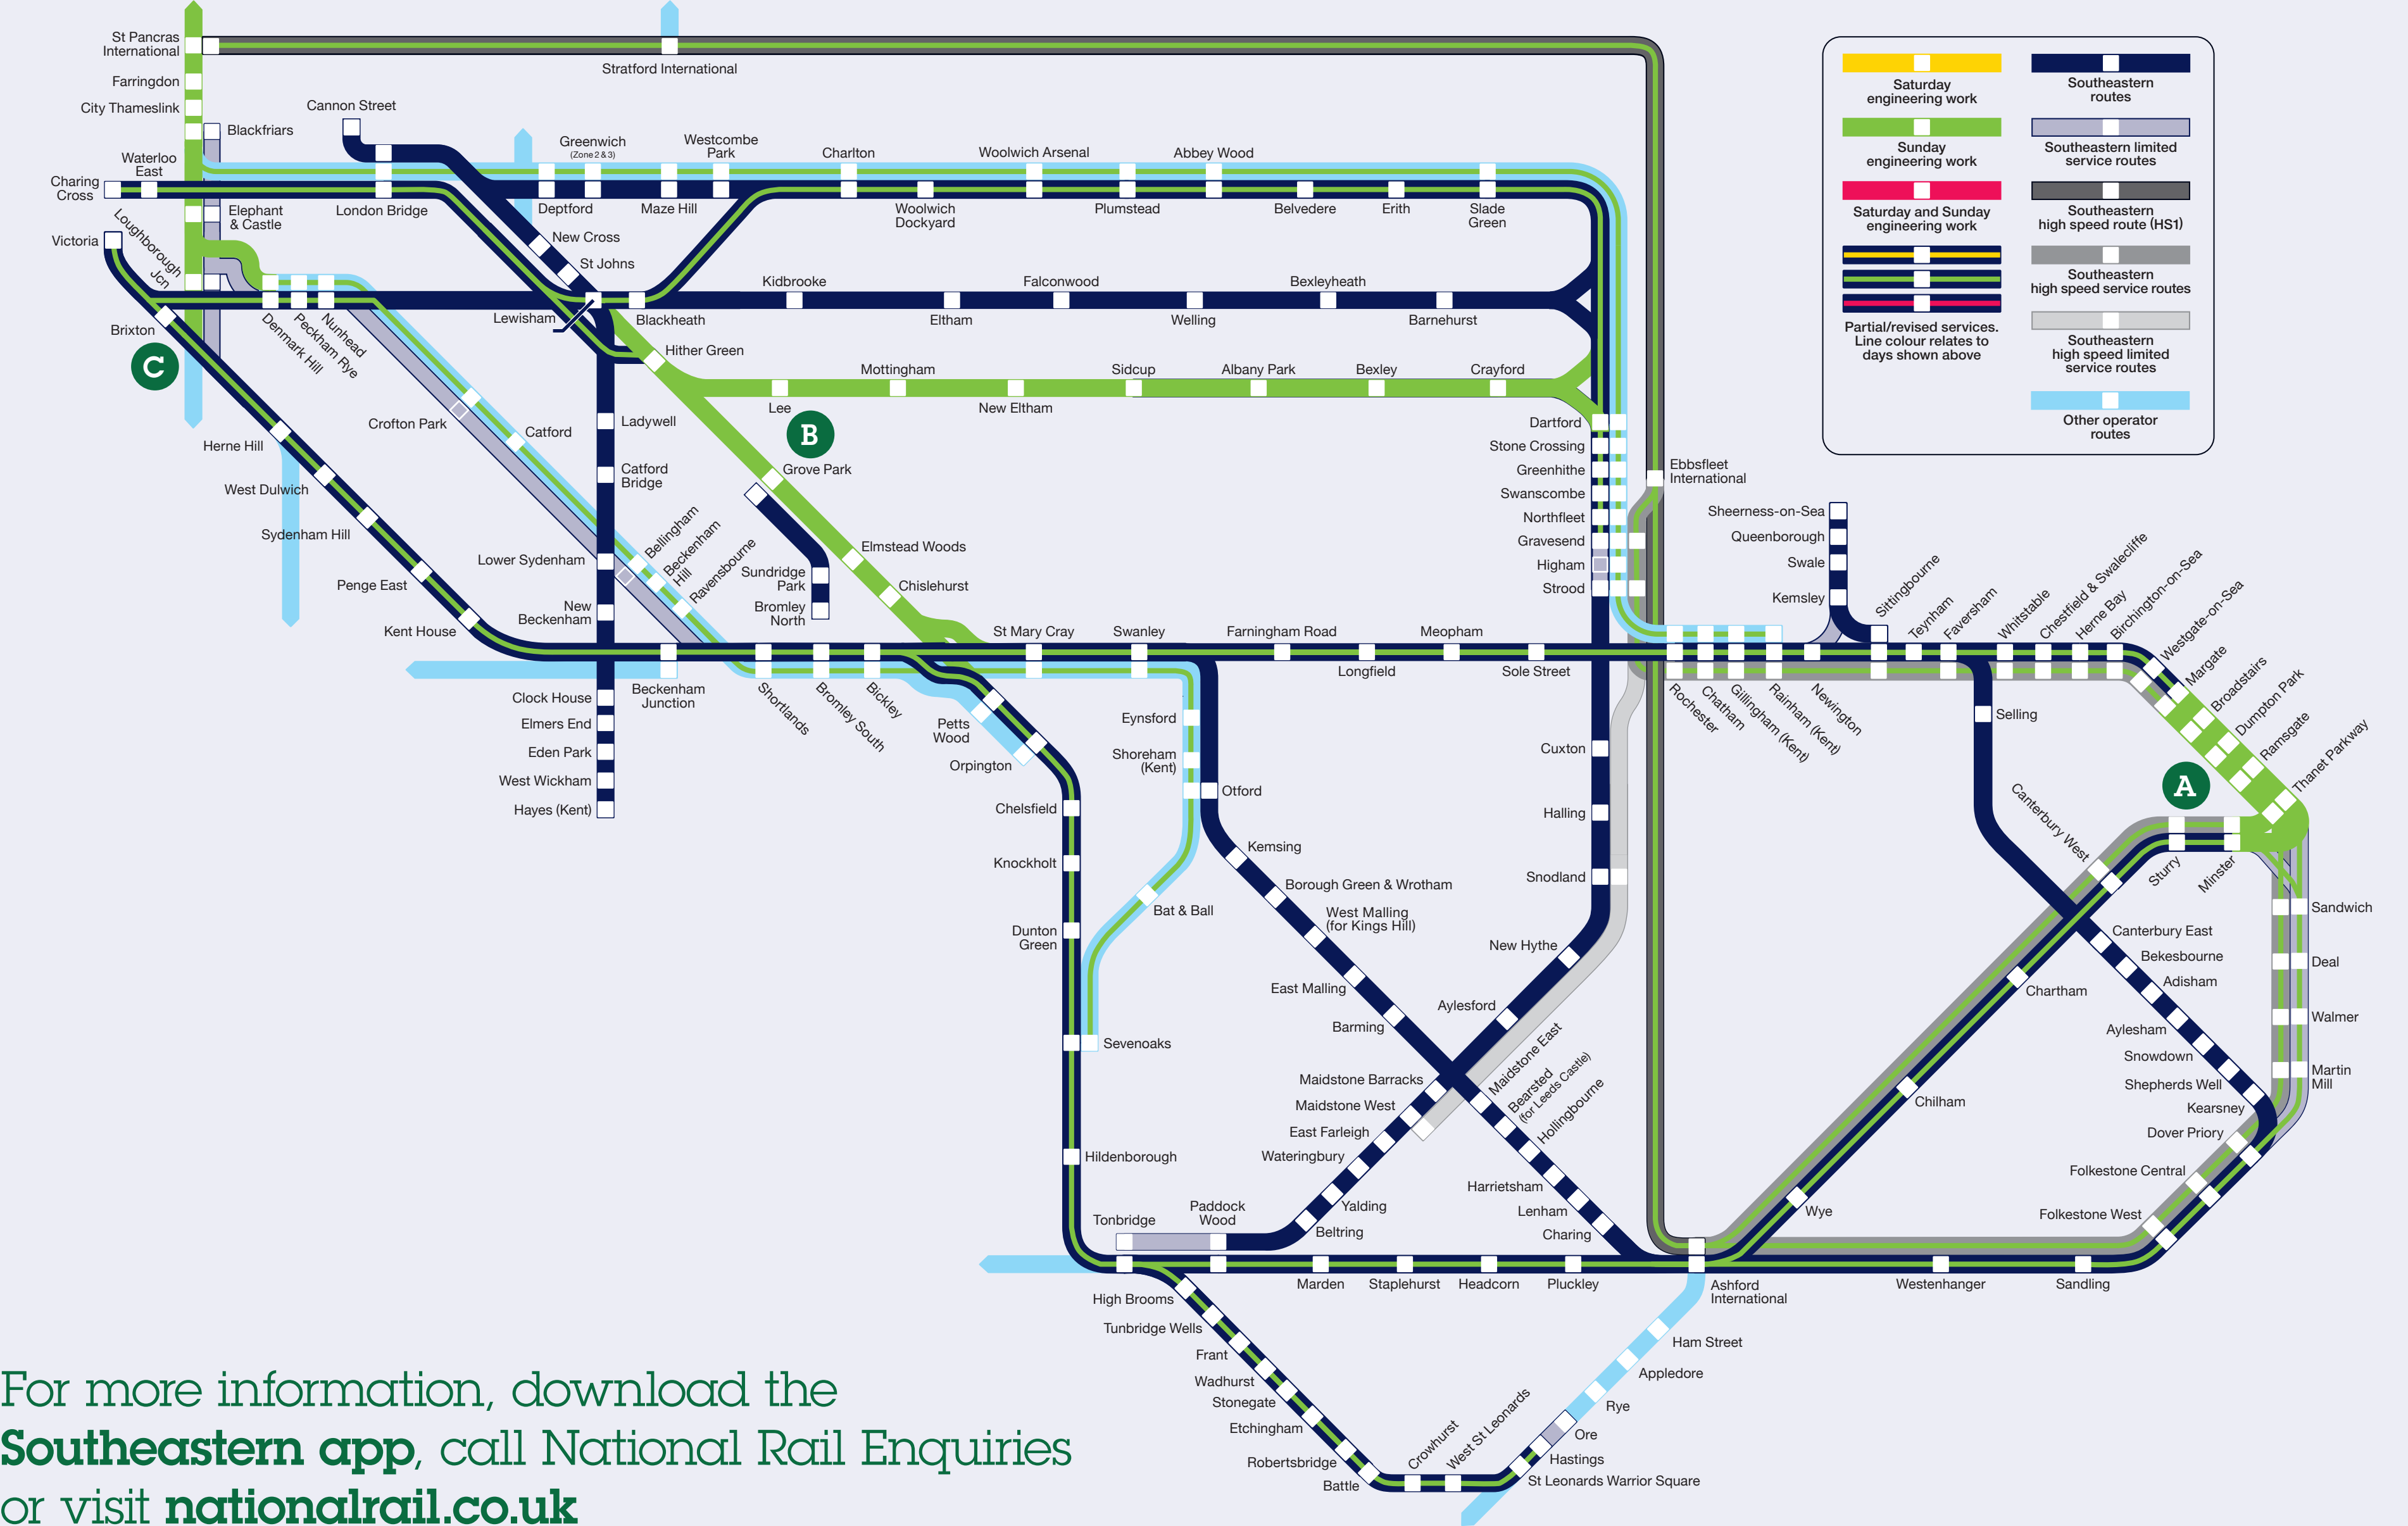 St Pancras
International
Farringdon
City Thameslink
Blackfriars
Waterloo
East
Charing
Cross
Elephant
& Castle
Loughborough
Jcn
Victoria
Cannon Street
London Bridge
Stratford International
Greenwich
(Zone 2 & 3)
Westcombe
Park
Charlton
Woolwich Arsenal
Abbey Wood
Deptford
Maze Hill
Woolwich
Dockyard
Plumstead
Belvedere
Erith
Slade
Green
New Cross
St Johns
Lewisham
Blackheath
Kidbrooke
Eltham
Falconwood
Welling
Bexleyheath
Barnehurst
Brixton
C
Denmark Hill
Peckham Rye
Nunhead
Hither Green
Lee
Mottingham
New Eltham
Sidcup
Albany Park
Bexley
Crayford
B
Crofton Park
Catford
Ladywell
Catford
Bridge
Herne Hill
West Dulwich
Sydenham Hill
Penge East
Kent House
Lower Sydenham
New
Beckenham
Bellingham
Beckenham
Hill
Ravensbourne
Grove Park
Sundridge
Park
Bromley
North
Elmstead Woods
Chislehurst
Clock House
Elmers End
Eden Park
West Wickham
Hayes (Kent)
Beckenham
Junction
Shortlands
Bromley South
Bickley
Petts
Wood
Orpington
St Mary Cray
Swanley
Farningham Road
Longfield
Meopham
Sole Street
Dartford
Stone Crossing
Greenhithe
Swanscombe
Northfleet
Gravesend
Higham
Strood
Ebbsfleet
International
Sheerness-on-Sea
Queenborough
Swale
Kemsley
Sittingbourne
Teynham
Faversham
Whitstable
Chestfield & Swalecliffe
Herne Bay
Birchington-on-Sea
Westgate-on-Sea
Margate
Broadstairs
Dumpton Park
Ramsgate
Thanet Parkway
A
Rochester
Chatham
Gillingham (Kent)
Rainham (Kent)
Newington
Selling
Eynsford
Shoreham
(Kent)
Otford
Bat & Ball
Chelsfield
Knockholt
Dunton
Green
Sevenoaks
Hildenborough
Kemsing
Borough Green & Wrotham
West Malling
(for Kings Hill)
East Malling
Barming
Maidstone East
Bearsted
(for Leeds Castle)
Hollingbourne
Harrietsham
Lenham
Charing
Cuxton
Halling
Snodland
New Hythe
Aylesford
Maidstone Barracks
Maidstone West
East Farleigh
Wateringbury
Yalding
Beltring
Paddock
Wood
Tonbridge
Canterbury West
Sturry
Minster
Sandwich
Deal
Walmer
Martin
Mill
Canterbury East
Bekesbourne
Adisham
Aylesham
Snowdown
Shepherds Well
Kearsney
Dover Priory
Folkestone Central
Folkestone West
Chartham
Chilham
Wye
Marden
Staplehurst
Headcorn
Pluckley
Ashford
International
Westenhanger
Sandling
High Brooms
Tunbridge Wells
Frant
Wadhurst
Stonegate
Etchingham
Robertsbridge
Battle
Crowhurst
West St Leonards
St Leonards Warrior Square
Hastings
Ore
Rye
Appledore
Ham Street
Saturday
engineering work
Sunday
engineering work
Saturday and Sunday
engineering work
Partial/revised services.
Line colour relates to
days shown above
Southeastern
routes
Southeastern limited
service routes
Southeastern
high speed route (HS1)
Southeastern
high speed service routes
Southeastern
high speed limited
service routes
Other operator
routes
For more information, download the
Southeastern app, call National Rail Enquiries
or visit nationalrail.co.uk